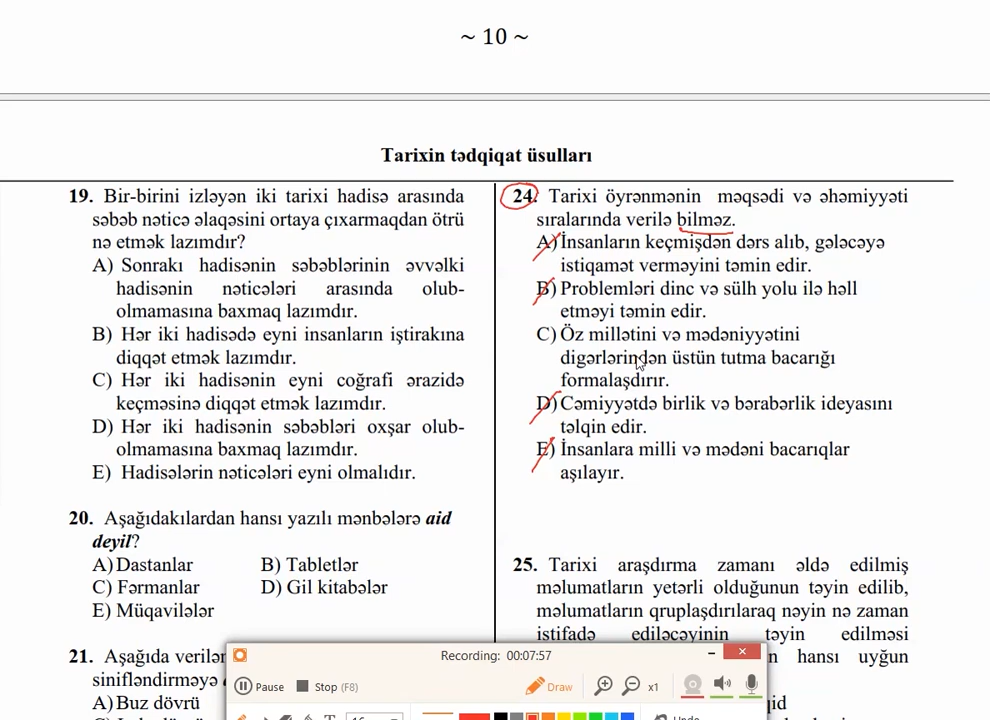 ~ 10 ~
Tarixin tədqiqat üsulları
19. Bir-birini izləyən iki tarixi hadisə arasında
səbəb nəticə əlaqəsini ortaya çıxarmaqdan ötrü
nə etmək lazımdır?
A) Sonrakı hadisənin səbəblərinin əvvəlki
hadisənin nəticələri arasında olub-
olmamasına baxmaq lazımdır.
B) Hər iki hadisədə eyni insanların iştirakına
diqqət etmək lazımdır.
C) Hər iki hadisənin eyni coğrafi ərazidə
keçməsinə diqqət etmək lazımdır.
D) Hər iki hadisənin səbəbləri oxşar olub-
olmamasına baxmaq lazımdır.
E) Hadisələrin nəticələri eyni olmalıdır.
20. Aşağıdakılardan hansı yazılı mənbələrə aid
deyil?
A) Dastanlar B) Tabletlər
C) Fərmanlar D) Gil kitabələr
E) Müqavilələr
21. Aşağıda verilər
sinifləndirməyə
A) Buz dövrü
24. Tarixi öyrənmənin məqsədi və əhəmiyyəti
sıralarında verilə bilməz.
A) İnsanların keçmişdən dərs alıb, gələcəyə
istiqamət verməyini təmin edir.
B) Problemləri dinc və sülh yolu ilə həll
etməyi təmin edir.
C) Öz millətini və mədəniyyətini
digərlərindən üstün tutma bacarığı
formalaşdırır.
D) Cəmiyyətdə birlik və bərabərlik ideyasını
təlqin edir.
E) İnsanlara milli və mədəni bacarıqlar
aşılayır.
25. Tarixi araşdırma zamanı əldə edilmiş
məlumatların yetərli olduğunun təyin edilib,
məlumatların qruplaşdırılaraq nəyin nə zaman
istifadə ediləcəyinin təyin edilməsi
n hansı uyğun
qid
Recording: 00:07:57
Pause Stop (F8) Draw x1
16 Undo